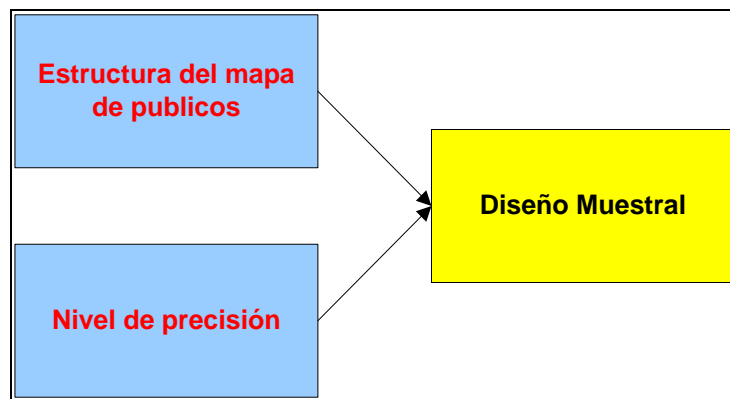 Estructura del mapa
de publicos
Diseño Muestral
Nivel de precisión